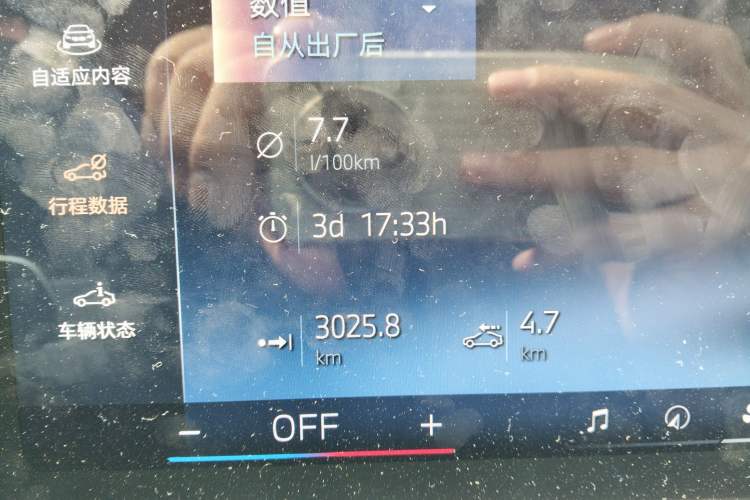 数值
自从出厂后
自适应内容
7.7
l/100km
行程数据
3d 17:33h
车辆状态
3025.8
km
4.7
km
− OFF +